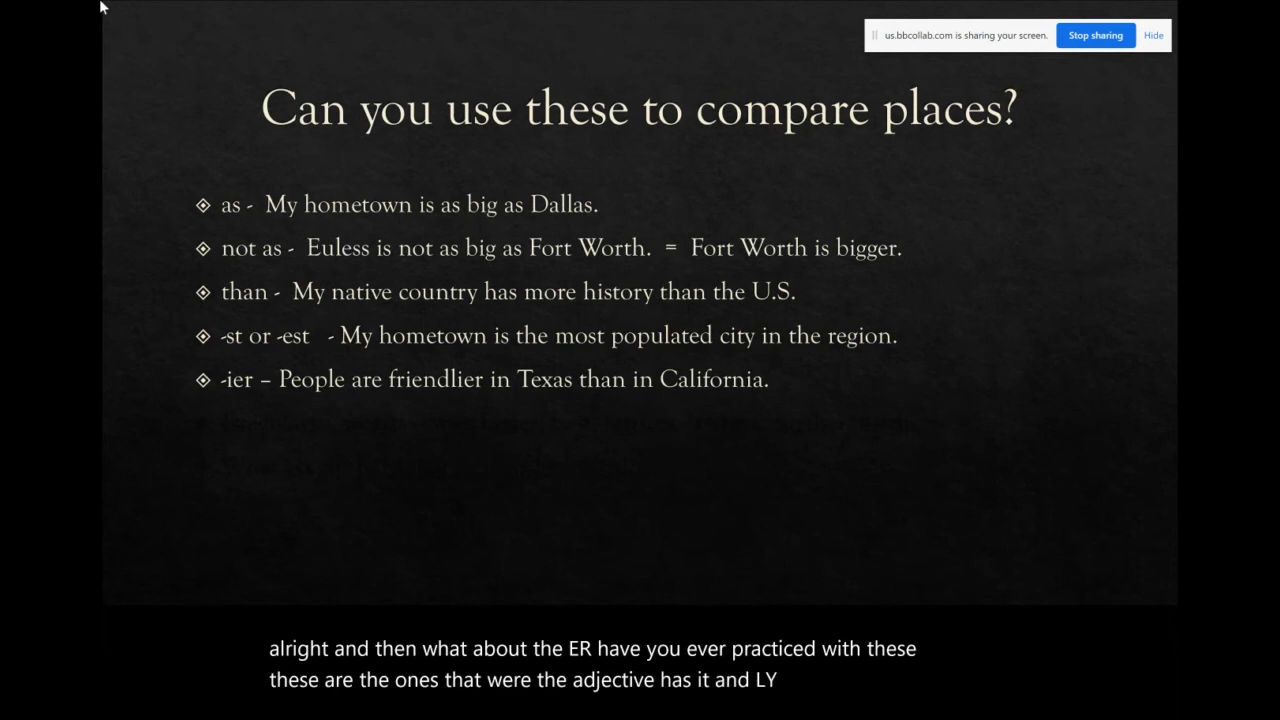 us.bbcollab.com is sharing your screen. Stop sharing Hide
Can you use these to compare places?
as - My hometown is as big as Dallas.
not as - Euless is not as big as Fort Worth. = Fort Worth is bigger.
than - My native country has more history than the U.S.
-st or -est - My hometown is the most populated city in the region.
-ier – People are friendlier in Texas than in California.
alright and then what about the ER have you ever practiced with these
these are the ones that were the adjective has it and LY